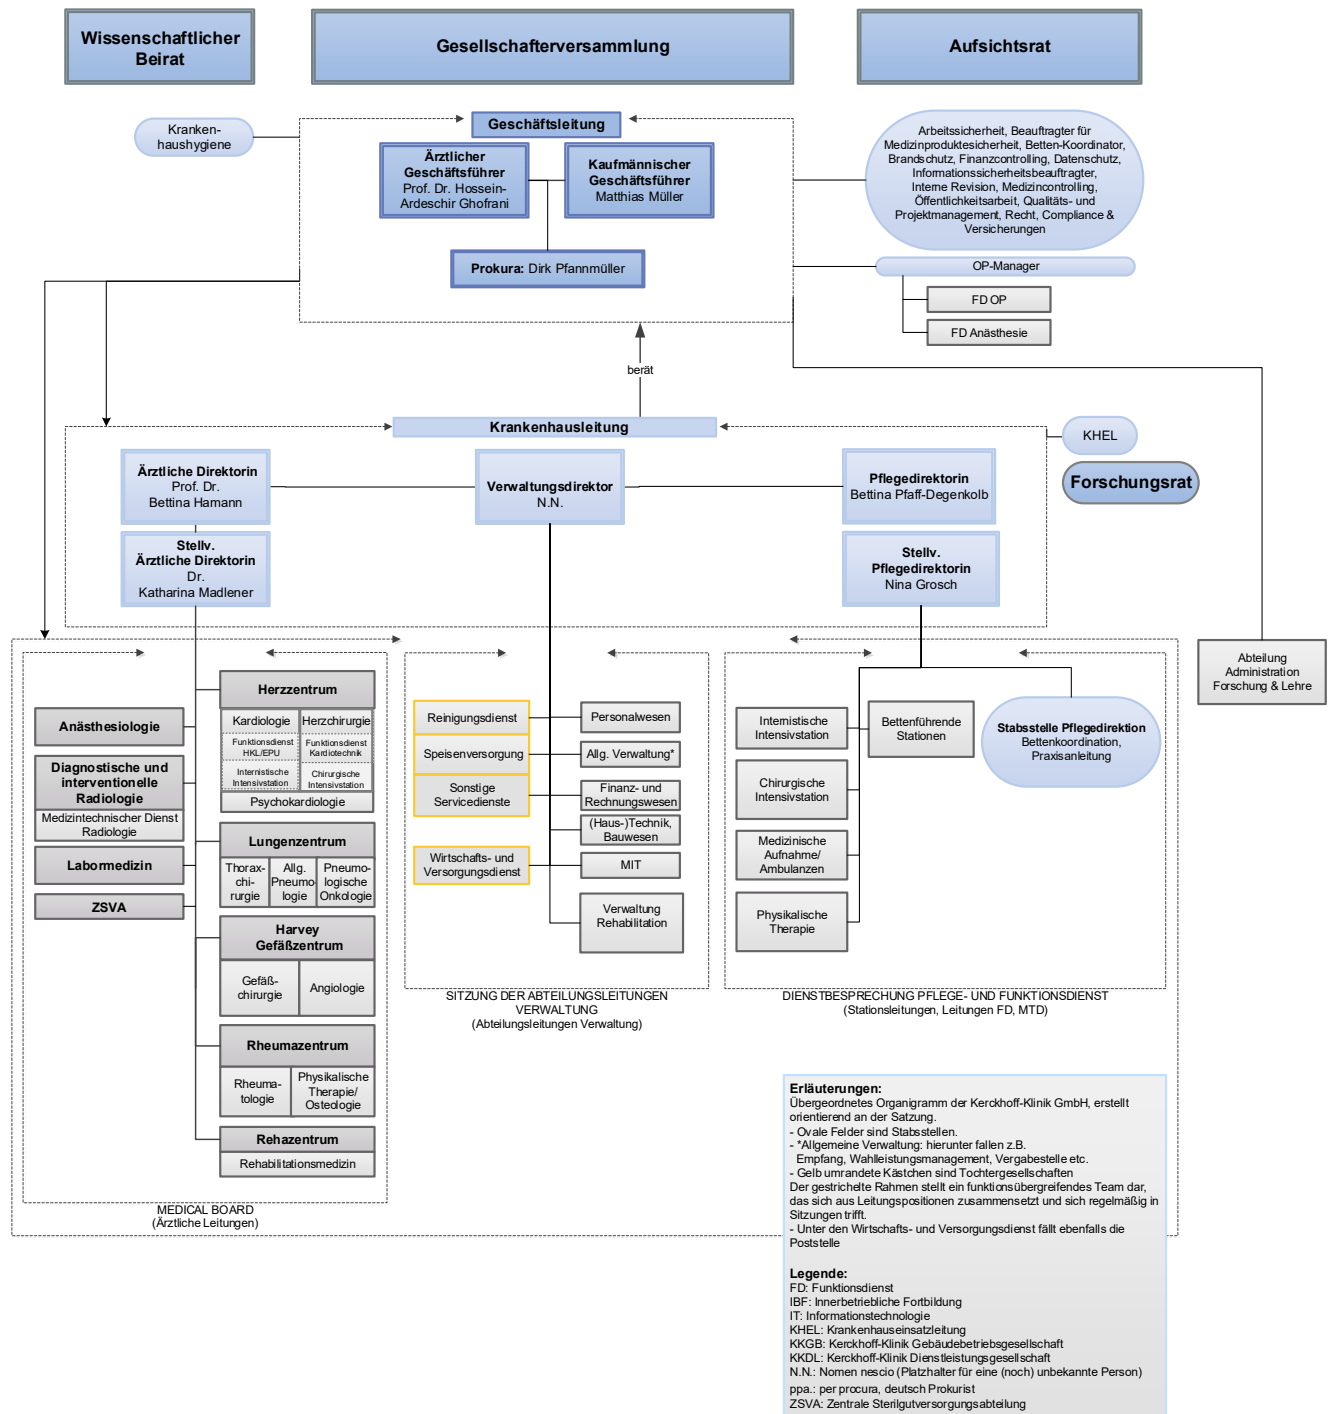 Wissenschaftlicher
Beirat
Gesellschafterversammlung
Aufsichtsrat
Kranken-
haushygiene
Geschäftsleitung
Ärztlicher
Geschäftsführer
Prof. Dr. Hossein-
Ardeschir Ghofrani
Kaufmännischer
Geschäftsführer
Matthias Müller
Prokura: Dirk Pfannmüller
Arbeitssicherheit, Beauftragter für
Medizinproduktesicherheit, Betten-Koordinator,
Brandschutz, Finanzcontrolling, Datenschutz,
Informationssicherheitsbeauftragter,
Interne Revision, Medizincontrolling,
Öffentlichkeitsarbeit, Qualitäts- und
Projektmanagement, Recht, Compliance &
Versicherungen
OP-Manager
FD OP
FD Anästhesie
berät
Krankenhausleitung
KHEL
Forschungsrat
Ärztliche Direktorin
Prof. Dr.
Bettina Hamann
Verwaltungsdirektor
N.N.
Pflegedirektorin
Bettina Pfaff-Degenkolb
Stellv.
Ärztliche Direktorin
Dr.
Katharina Madlener
Stellv.
Pflegedirektorin
Nina Grosch
Abteilung
Administration
Forschung & Lehre
Anästhesiologie
Diagnostische und
interventionelle
Radiologie
Medizintechnischer Dienst
Radiologie
Labormedizin
ZSVA
Herzzentrum
Kardiologie
Herzchirurgie
Funktionsdienst
HKL/EPU
Funktionsdienst
Kardiotechnik
Internistische
Intensivstation
Chirurgische
Intensivstation
Psychokardiologie
Lungenzentrum
Thorax-
chi-
rurgie
Allg.
Pneumo-
logie
Pneumo-
logische
Onkologie
Harvey
Gefäßzentrum
Gefäß-
chirurgie
Angiologie
Rheumazentrum
Rheuma-
tologie
Physikalische
Therapie/
Osteologie
Rehazentrum
Rehabilitationsmedizin
MEDICAL BOARD
(Ärztliche Leitungen)
Reinigungsdienst
Speisenversorgung
Sonstige
Servicedienste
Wirtschafts- und
Versorgungsdienst
Personalwesen
Allg. Verwaltung*
Finanz- und
Rechnungswesen
(Haus-)Technik,
Bauwesen
MIT
Verwaltung
Rehabilitation
SITZUNG DER ABTEILUNGSLEITUNGEN
VERWALTUNG
(Abteilungsleitungen Verwaltung)
Internistische
Intensivstation
Chirurgische
Intensivstation
Medizinische
Aufnahme/
Ambulanzen
Physikalische
Therapie
Bettenführende
Stationen
Stabsstelle Pflegedirektion
Bettenkoordination,
Praxisanleitung
DIENSTBESPRECHUNG PFLEGE- UND FUNKTIONSDIENST
(Stationsleitungen, Leitungen FD, MTD)
Erläuterungen:
Übergeordnetes Organigramm der Kerckhoff-Klinik GmbH, erstellt
orientierend an der Satzung.
- Ovale Felder sind Stabsstellen.
- *Allgemeine Verwaltung: hierunter fallen z.B.
Empfang, Wahlleistungsmanagement, Vergabestelle etc.
- Gelb umrandete Kästchen sind Tochtergesellschaften
Der gestrichelte Rahmen stellt ein funktionsübergreifendes Team dar,
das sich aus Leitungspositionen zusammensetzt und sich regelmäßig in
Sitzungen trifft.
- Unter den Wirtschafts- und Versorgungsdienst fällt ebenfalls die
Poststelle
Legende:
FD: Funktionsdienst
IBF: Innerbetriebliche Fortbildung
IT: Informationstechnologie
KHEL: Krankenhauseinsatzleitung
KKGB: Kerckhoff-Klinik Gebäudebetriebsgesellschaft
KKDL: Kerckhoff-Klinik Dienstleistungsgesellschaft
N.N.: Nomen nescio (Platzhalter für eine (noch) unbekannte Person)
ppa.: per procura, deutsch Prokurist
ZSVA: Zentrale Sterilgutversorgungsabteilung